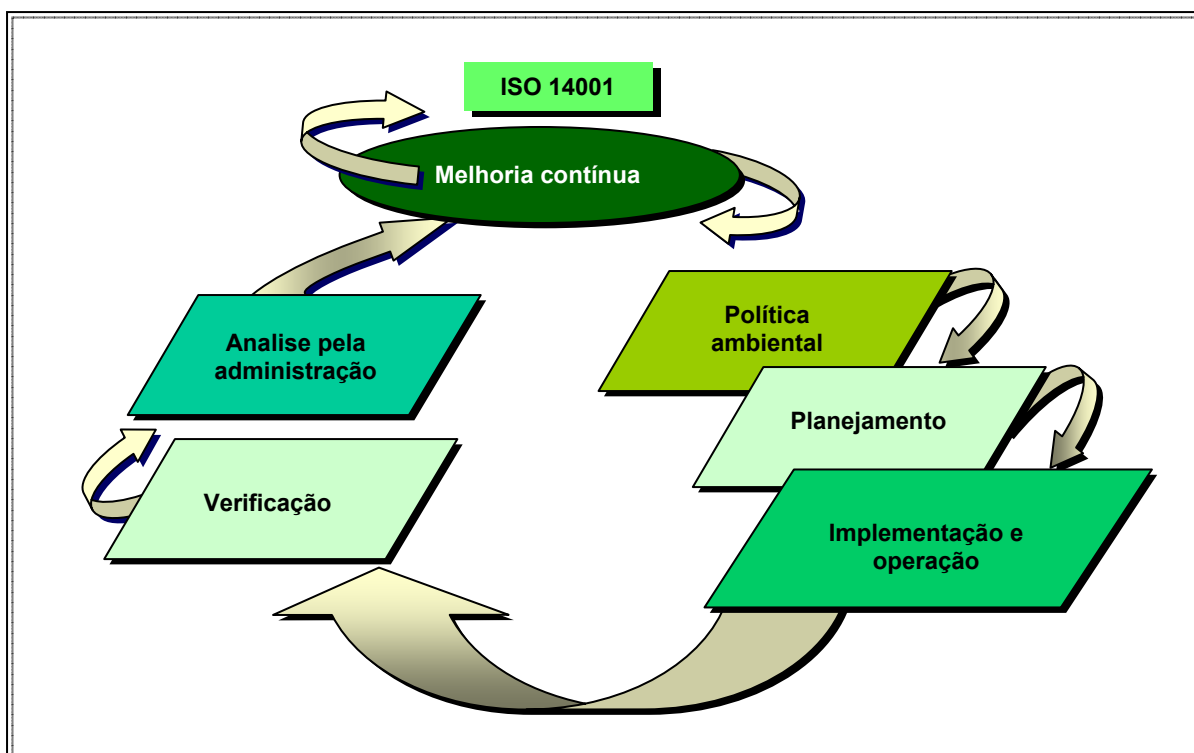 ISO 14001
Melhoria contínua
Política
ambiental
Planejamento
Implementação e
operação
Verificação
Analise pela
administração